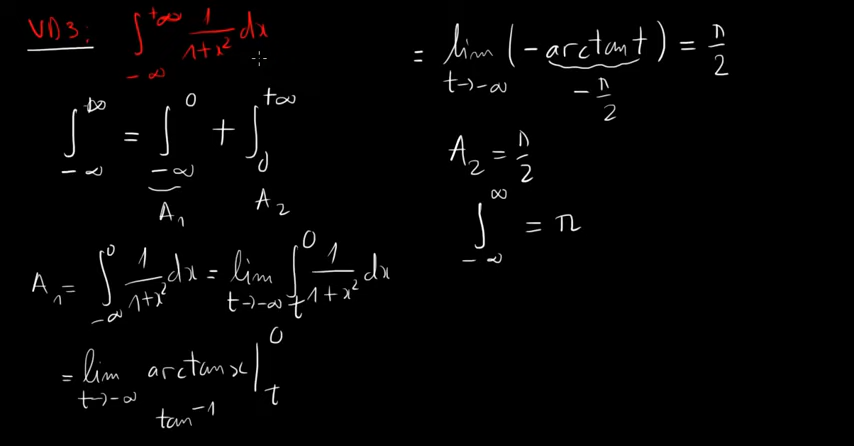 VD3: ∫_{-∞}^{+∞} 1/(1+x²) dx
∫_{-∞}^{+∞} = ∫_{-∞}^{0} + ∫_{0}^{+∞}
A₁ A₂
A₁ = ∫_{-∞}^{0} 1/(1+x²) dx = lim_{t→-∞} ∫_{t}^{0} 1/(1+x²) dx
= lim_{t→-∞} arctan x |_{t}^{0}
tan⁻¹
= lim_{t→-∞} (- arctan t) = π/2
-π/2
A₂ = π/2
∫_{-∞}^{∞} = π